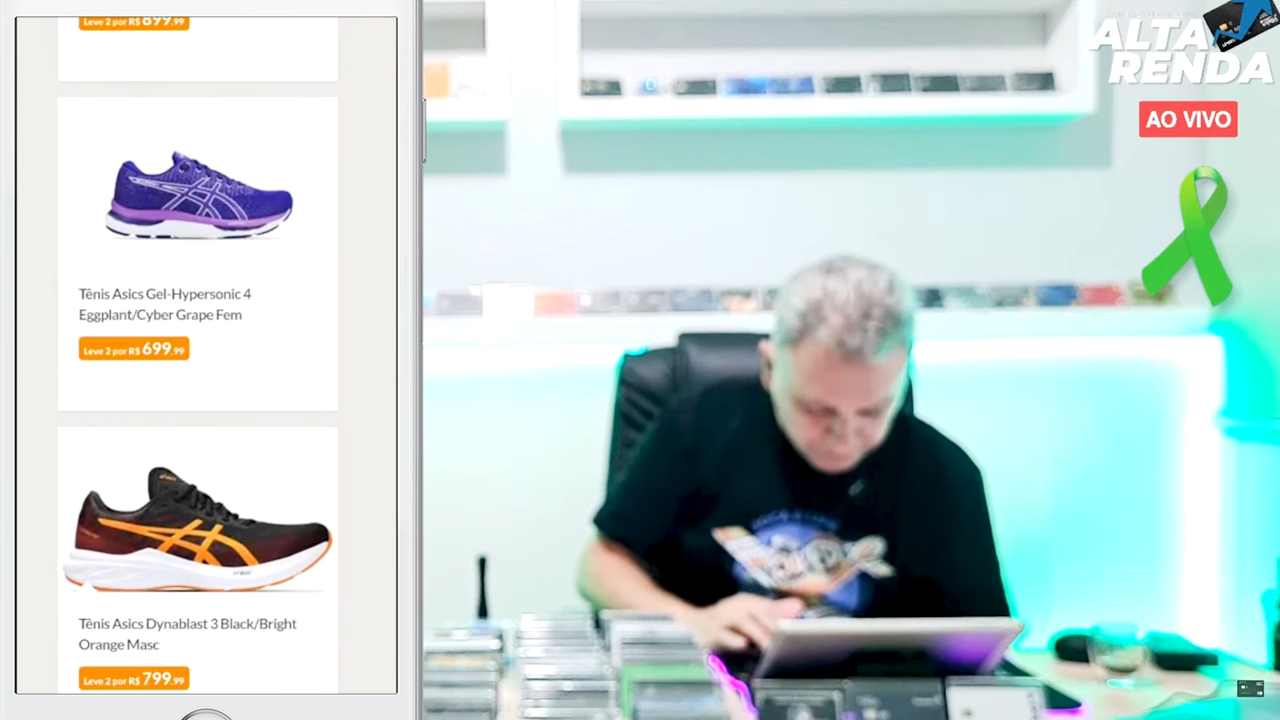 Leve 2 por R$ 899,99
Tênis Asics Gel-Hypersonic 4
Eggplant/Cyber Grape Fem
Leve 2 por R$ 699,99
Tênis Asics Dynablast 3 Black/Bright
Orange Masc
Leve 2 por R$ 799,99
ALTA
RENDA
AO VIVO